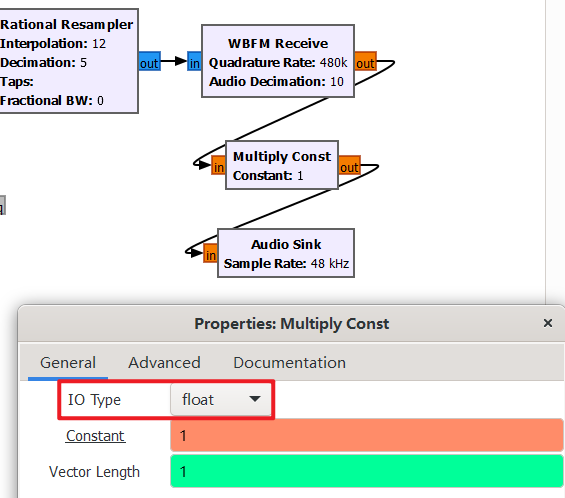 Rational Resampler
Interpolation: 12
Decimation: 5
Taps:
Fractional BW: 0
out
in
WBFM Receive
Quadrature Rate: 480k
Audio Decimation: 10
out
in
Multiply Const
Constant: 1
out
in
Audio Sink
Sample Rate: 48 kHz
Properties: Multiply Const
×
General Advanced Documentation
IO Type float
Constant 1
Vector Length 1